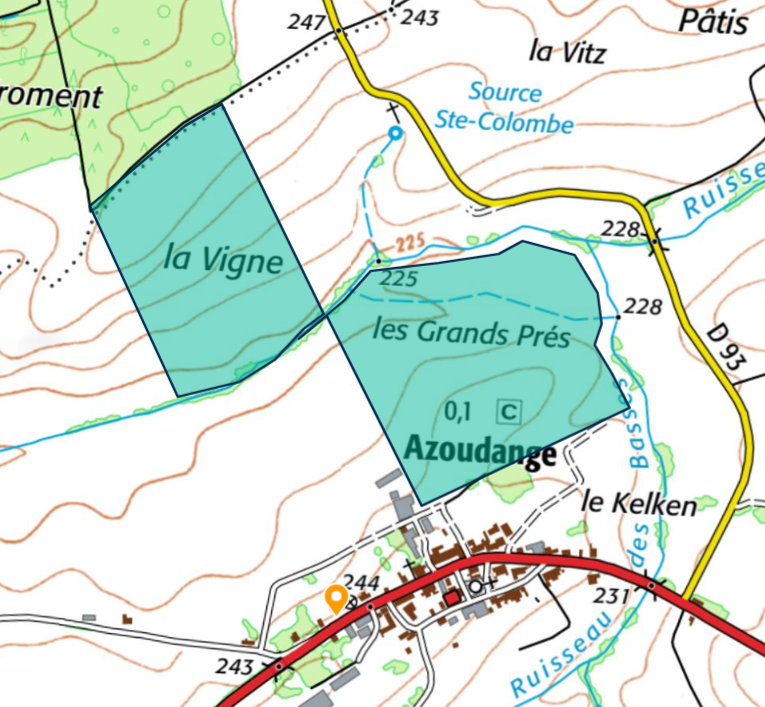 247
243
Pâtis
la Vitz
roment
Source
Ste-Colombe
Ruisse
228
225
la Vigne
225
228
les Grands Prés
D 93
0,1 C
Azoudange
Basses
le Kelken
des
244
231
243
Ruisseau